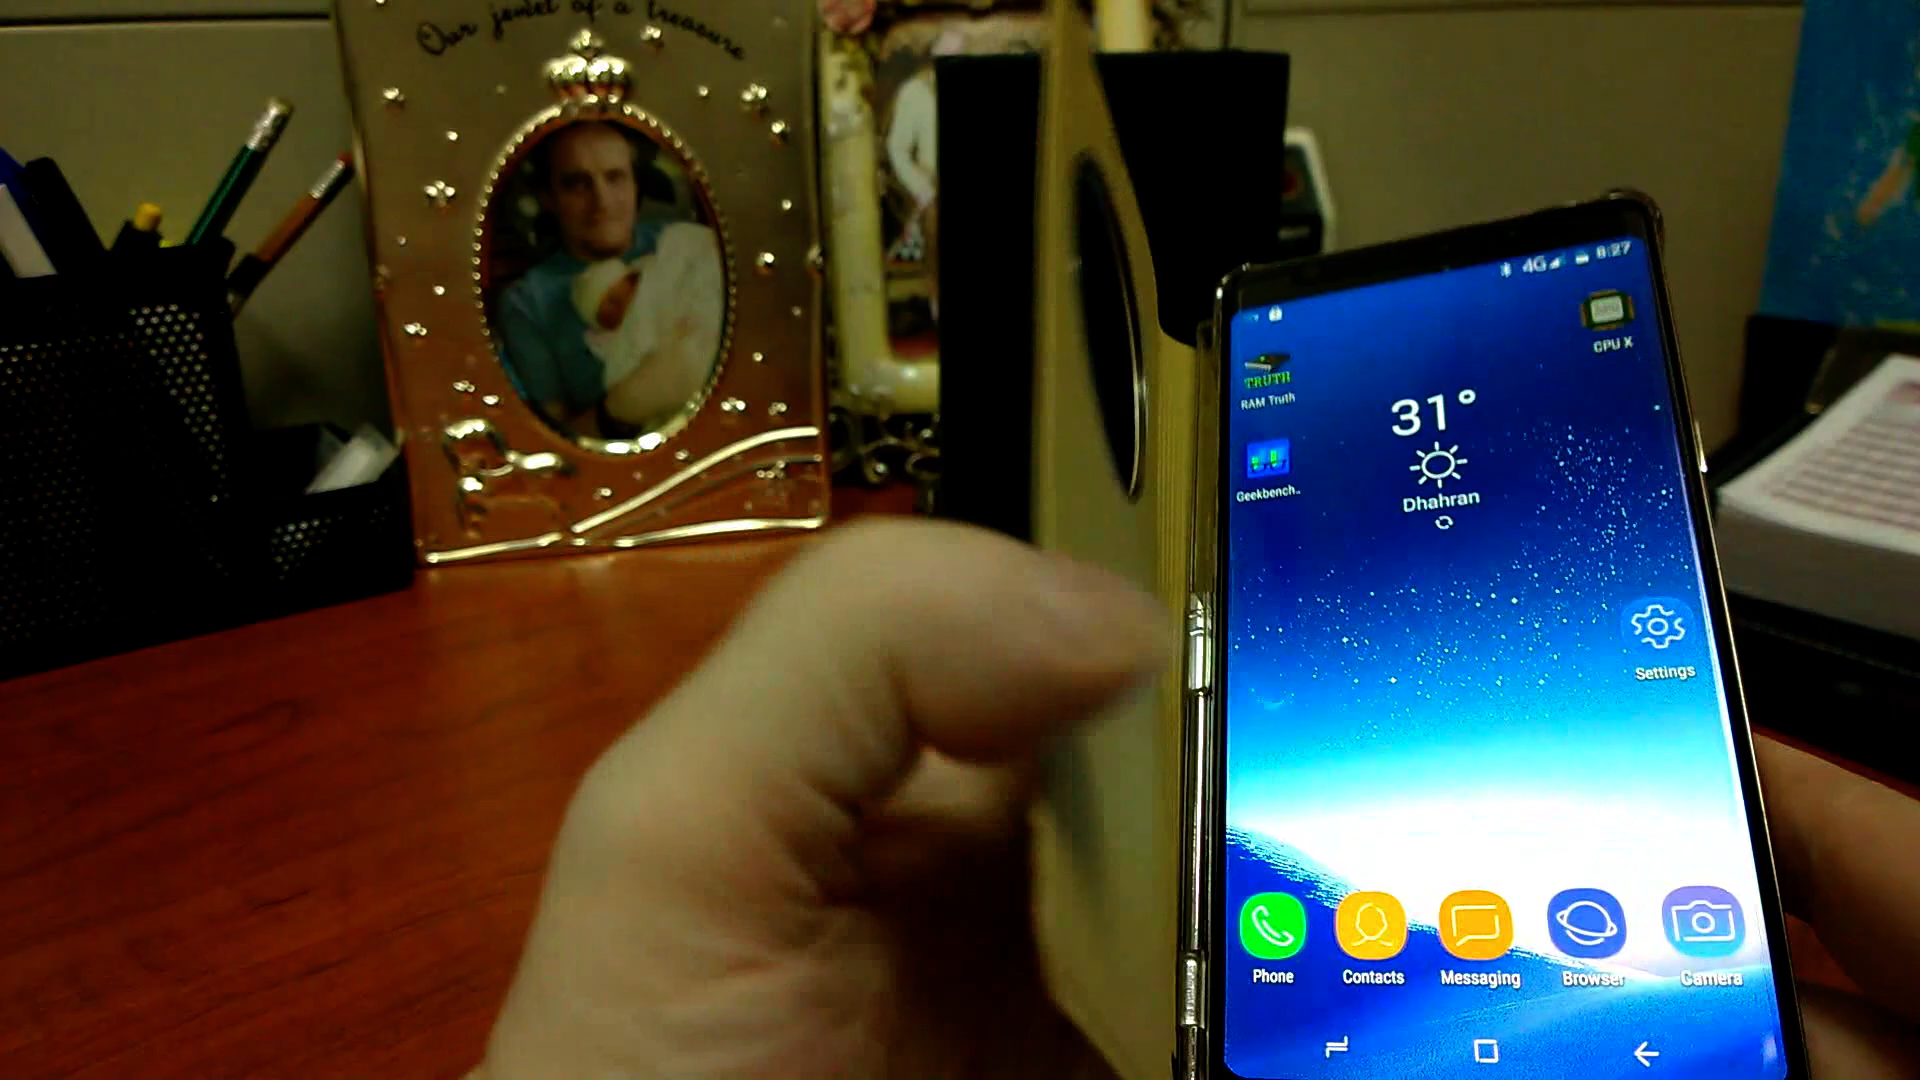 Our jewel of a treasure
4G 8:27
CPU X
TRUTH
RAM Truth
31°
Geekbench..
Dhahran
Settings
Phone Contacts Messaging Browser Camera